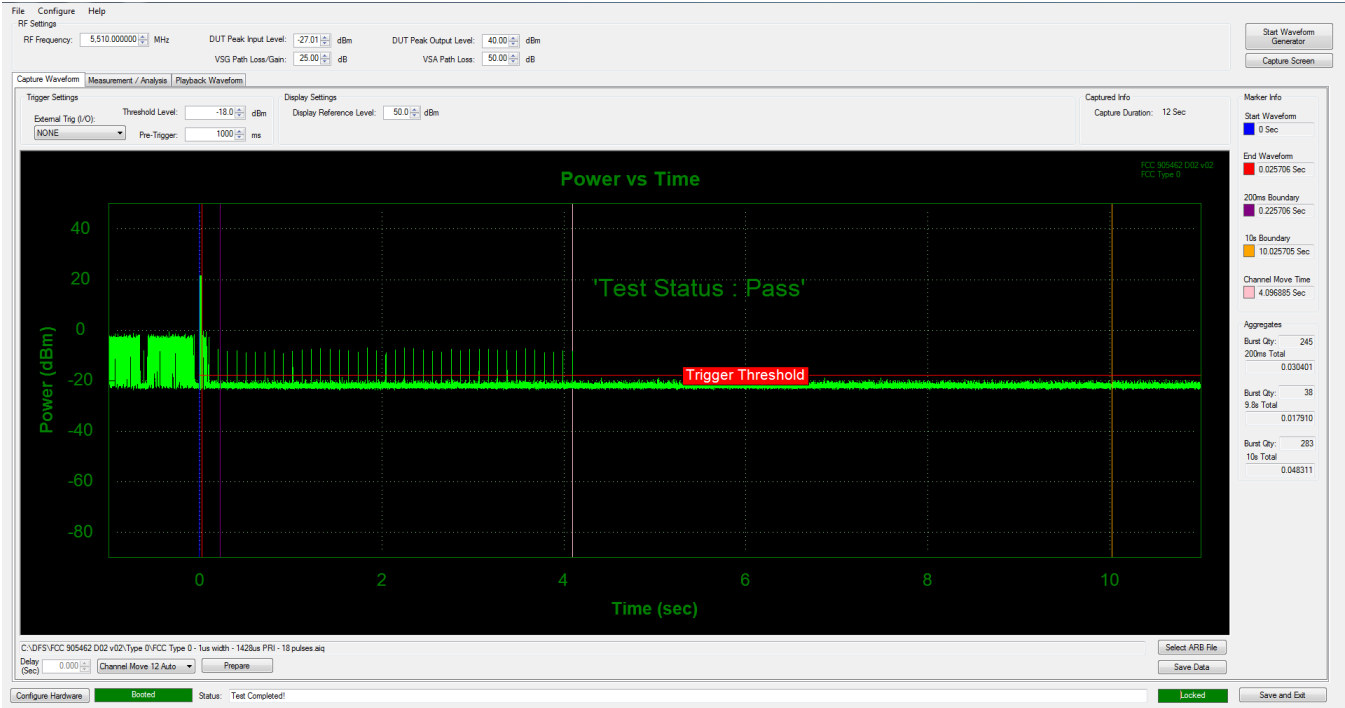 File Configure Help
RF Settings
RF Frequency: 5,510.000000 MHz DUT Peak Input Level: -27.01 dBm DUT Peak Output Level: 40.00 dBm
VSG Path Loss/Gain: 25.00 dB VSA Path Loss: 50.00 dB
Start Waveform Generator
Capture Screen
Capture Waveform Measurement / Analysis Playback Waveform
Trigger Settings
External Trig (I/O):
NONE
Threshold Level: -18.0 dBm
Pre-Trigger: 1000 ms
Display Settings
Display Reference Level: 50.0 dBm
Captured Info
Capture Duration: 12 Sec
Marker Info
Start Waveform
0 Sec
End Waveform
0.025706 Sec
200ms Boundary
0.225706 Sec
10s Boundary
10.025705 Sec
Channel Move Time
4.096885 Sec
Aggregates
Burst Qty: 245
200ms Total
0.030401
Burst Qty: 38
9.8s Total
0.017910
Burst Qty: 283
10s Total
0.048311
FCC 905462 D02 v02
FCC Type 0
Power vs Time
'Test Status : Pass'
Trigger Threshold
Power (dBm)
40
20
0
-20
-40
-60
-80
0 2 4 6 8 10
Time (sec)
C:\DFS\FCC 905462 D02 v02\Type 0\FCC Type 0 - 1us width - 1428us PRI - 18 pulses.aiq
Select ARB File
Delay (Sec) 0.000 Channel Move 12 Auto Prepare
Save Data
Configure Hardware Booted Status: Test Completed! Locked Save and Exit